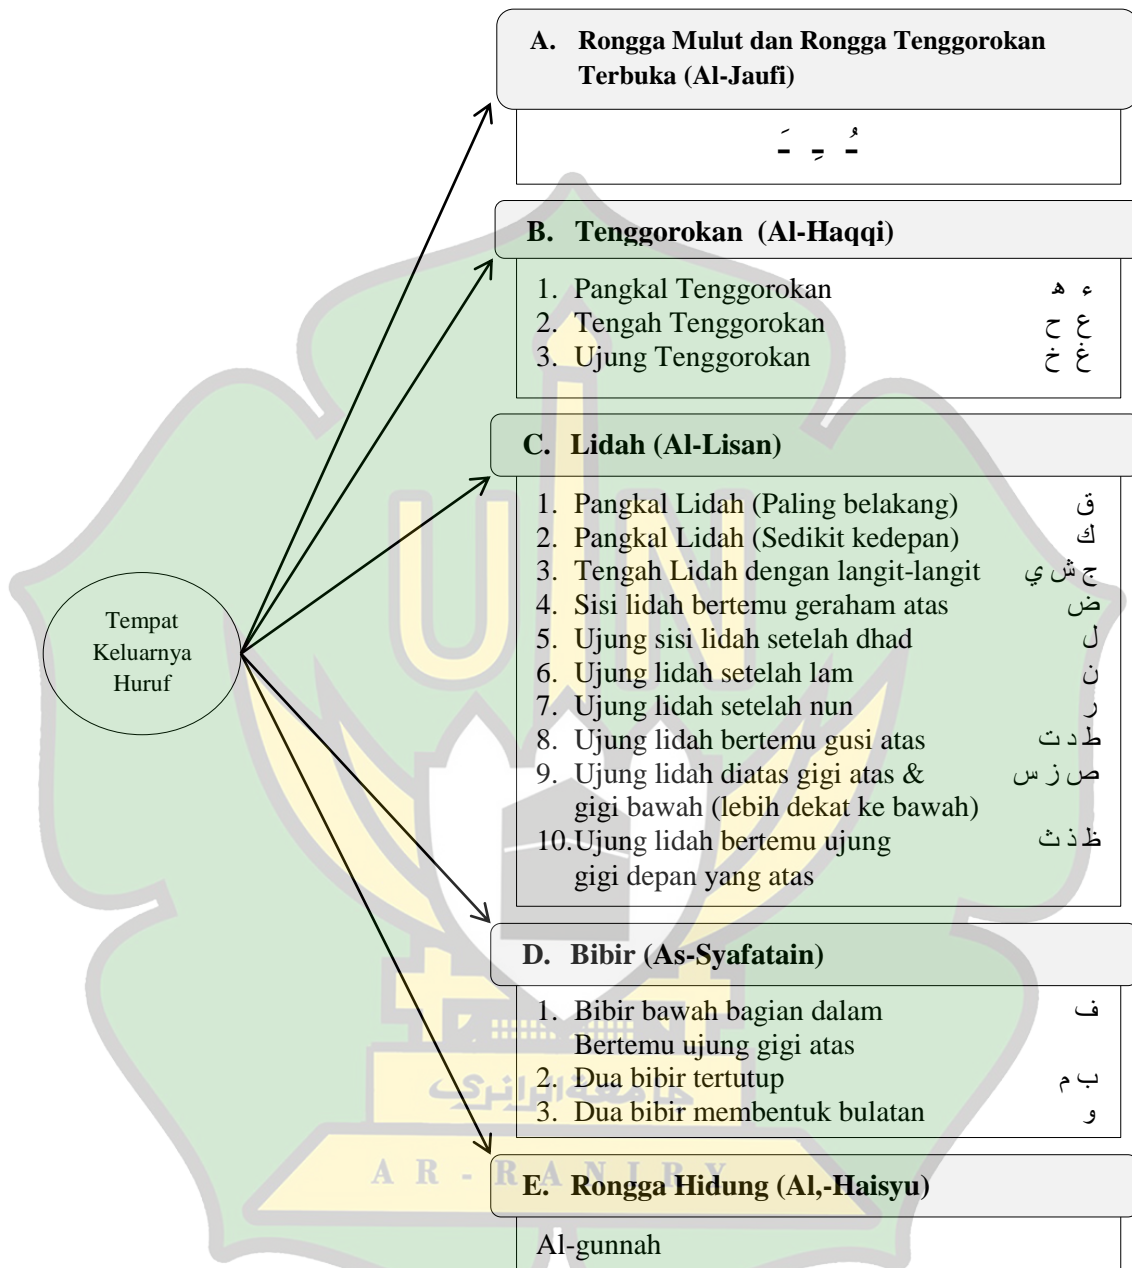 A. Rongga Mulut dan Rongga Tenggorokan
Terbuka (Al-Jaufi)
ـَ ـِ ـُ
B. Tenggorokan (Al-Haqqi)
1. Pangkal Tenggorokan ء ه
2. Tengah Tenggorokan ع ح
3. Ujung Tenggorokan غ خ
C. Lidah (Al-Lisan)
1. Pangkal Lidah (Paling belakang) ق
2. Pangkal Lidah (Sedikit kedepan) ك
3. Tengah Lidah dengan langit-langit ج ش ي
4. Sisi lidah bertemu geraham atas ض
5. Ujung sisi lidah setelah dhad ل
6. Ujung lidah setelah lam ن
7. Ujung lidah setelah nun ر
8. Ujung lidah bertemu gusi atas ط د ت
9. Ujung lidah diatas gigi atas & ص ز س
gigi bawah (lebih dekat ke bawah)
10.Ujung lidah bertemu ujung ظ ذ ث
gigi depan yang atas
Tempat
Keluarnya
Huruf
D. Bibir (As-Syafatain)
1. Bibir bawah bagian dalam ف
Bertemu ujung gigi atas
2. Dua bibir tertutup ب م
3. Dua bibir membentuk bulatan و
E. Rongga Hidung (Al,-Haisyu)
Al-gunnah
UIN
جامعة الرانري
AR-RANIRY